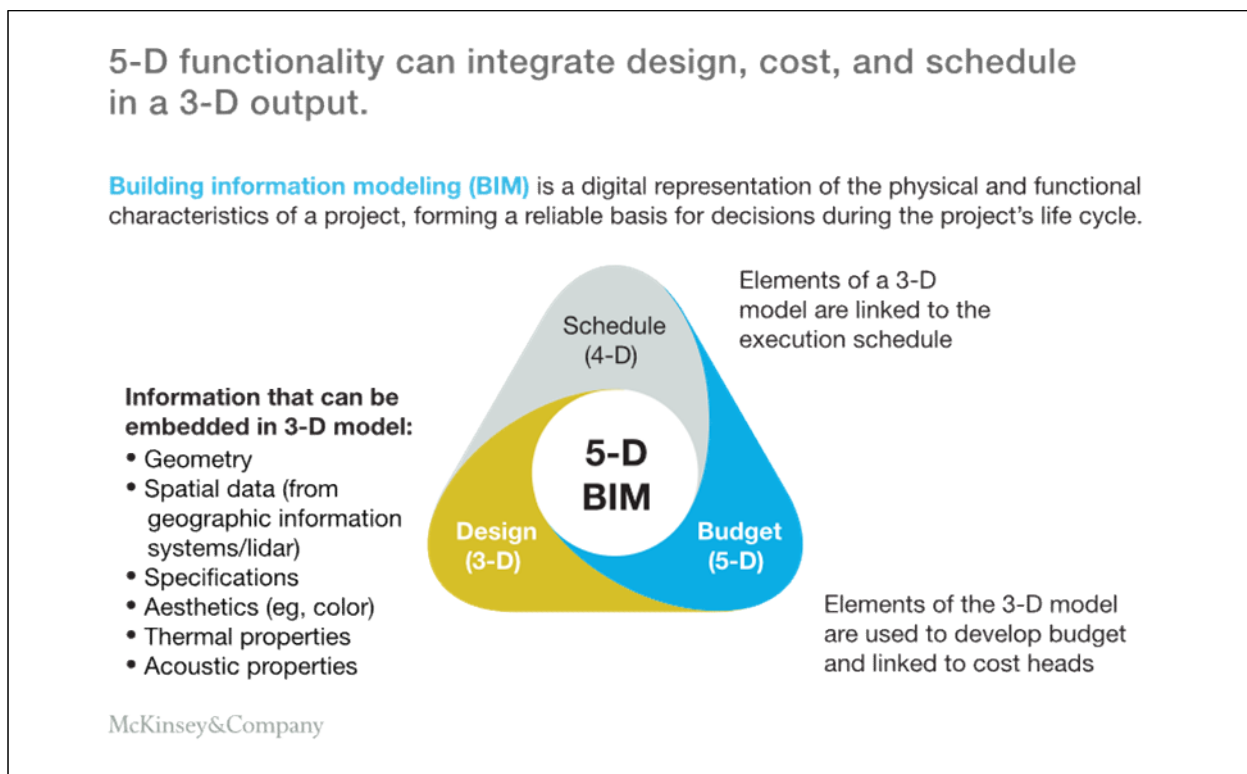 5-D functionality can integrate design, cost, and schedule
in a 3-D output.
Building information modeling (BIM) is a digital representation of the physical and functional
characteristics of a project, forming a reliable basis for decisions during the project's life cycle.
Elements of a 3-D
model are linked to the
execution schedule
Schedule
(4-D)
Information that can be
embedded in 3-D model:
• Geometry
• Spatial data (from
geographic information
systems/lidar)
• Specifications
• Aesthetics (eg, color)
• Thermal properties
• Acoustic properties
5-D
BIM
Design
(3-D)
Budget
(5-D)
Elements of the 3-D model
are used to develop budget
and linked to cost heads
McKinsey&Company